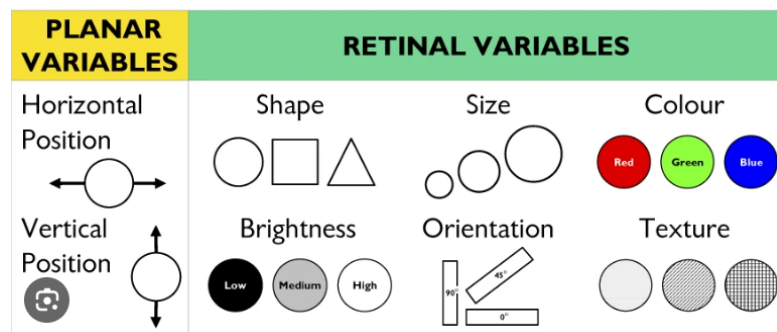 PLANAR
VARIABLES
RETINAL VARIABLES
Horizontal
Position
Shape
Size
Colour
Red
Green
Blue
Vertical
Position
Brightness
Orientation
Texture
Low
Medium
High
90°
45°
0°